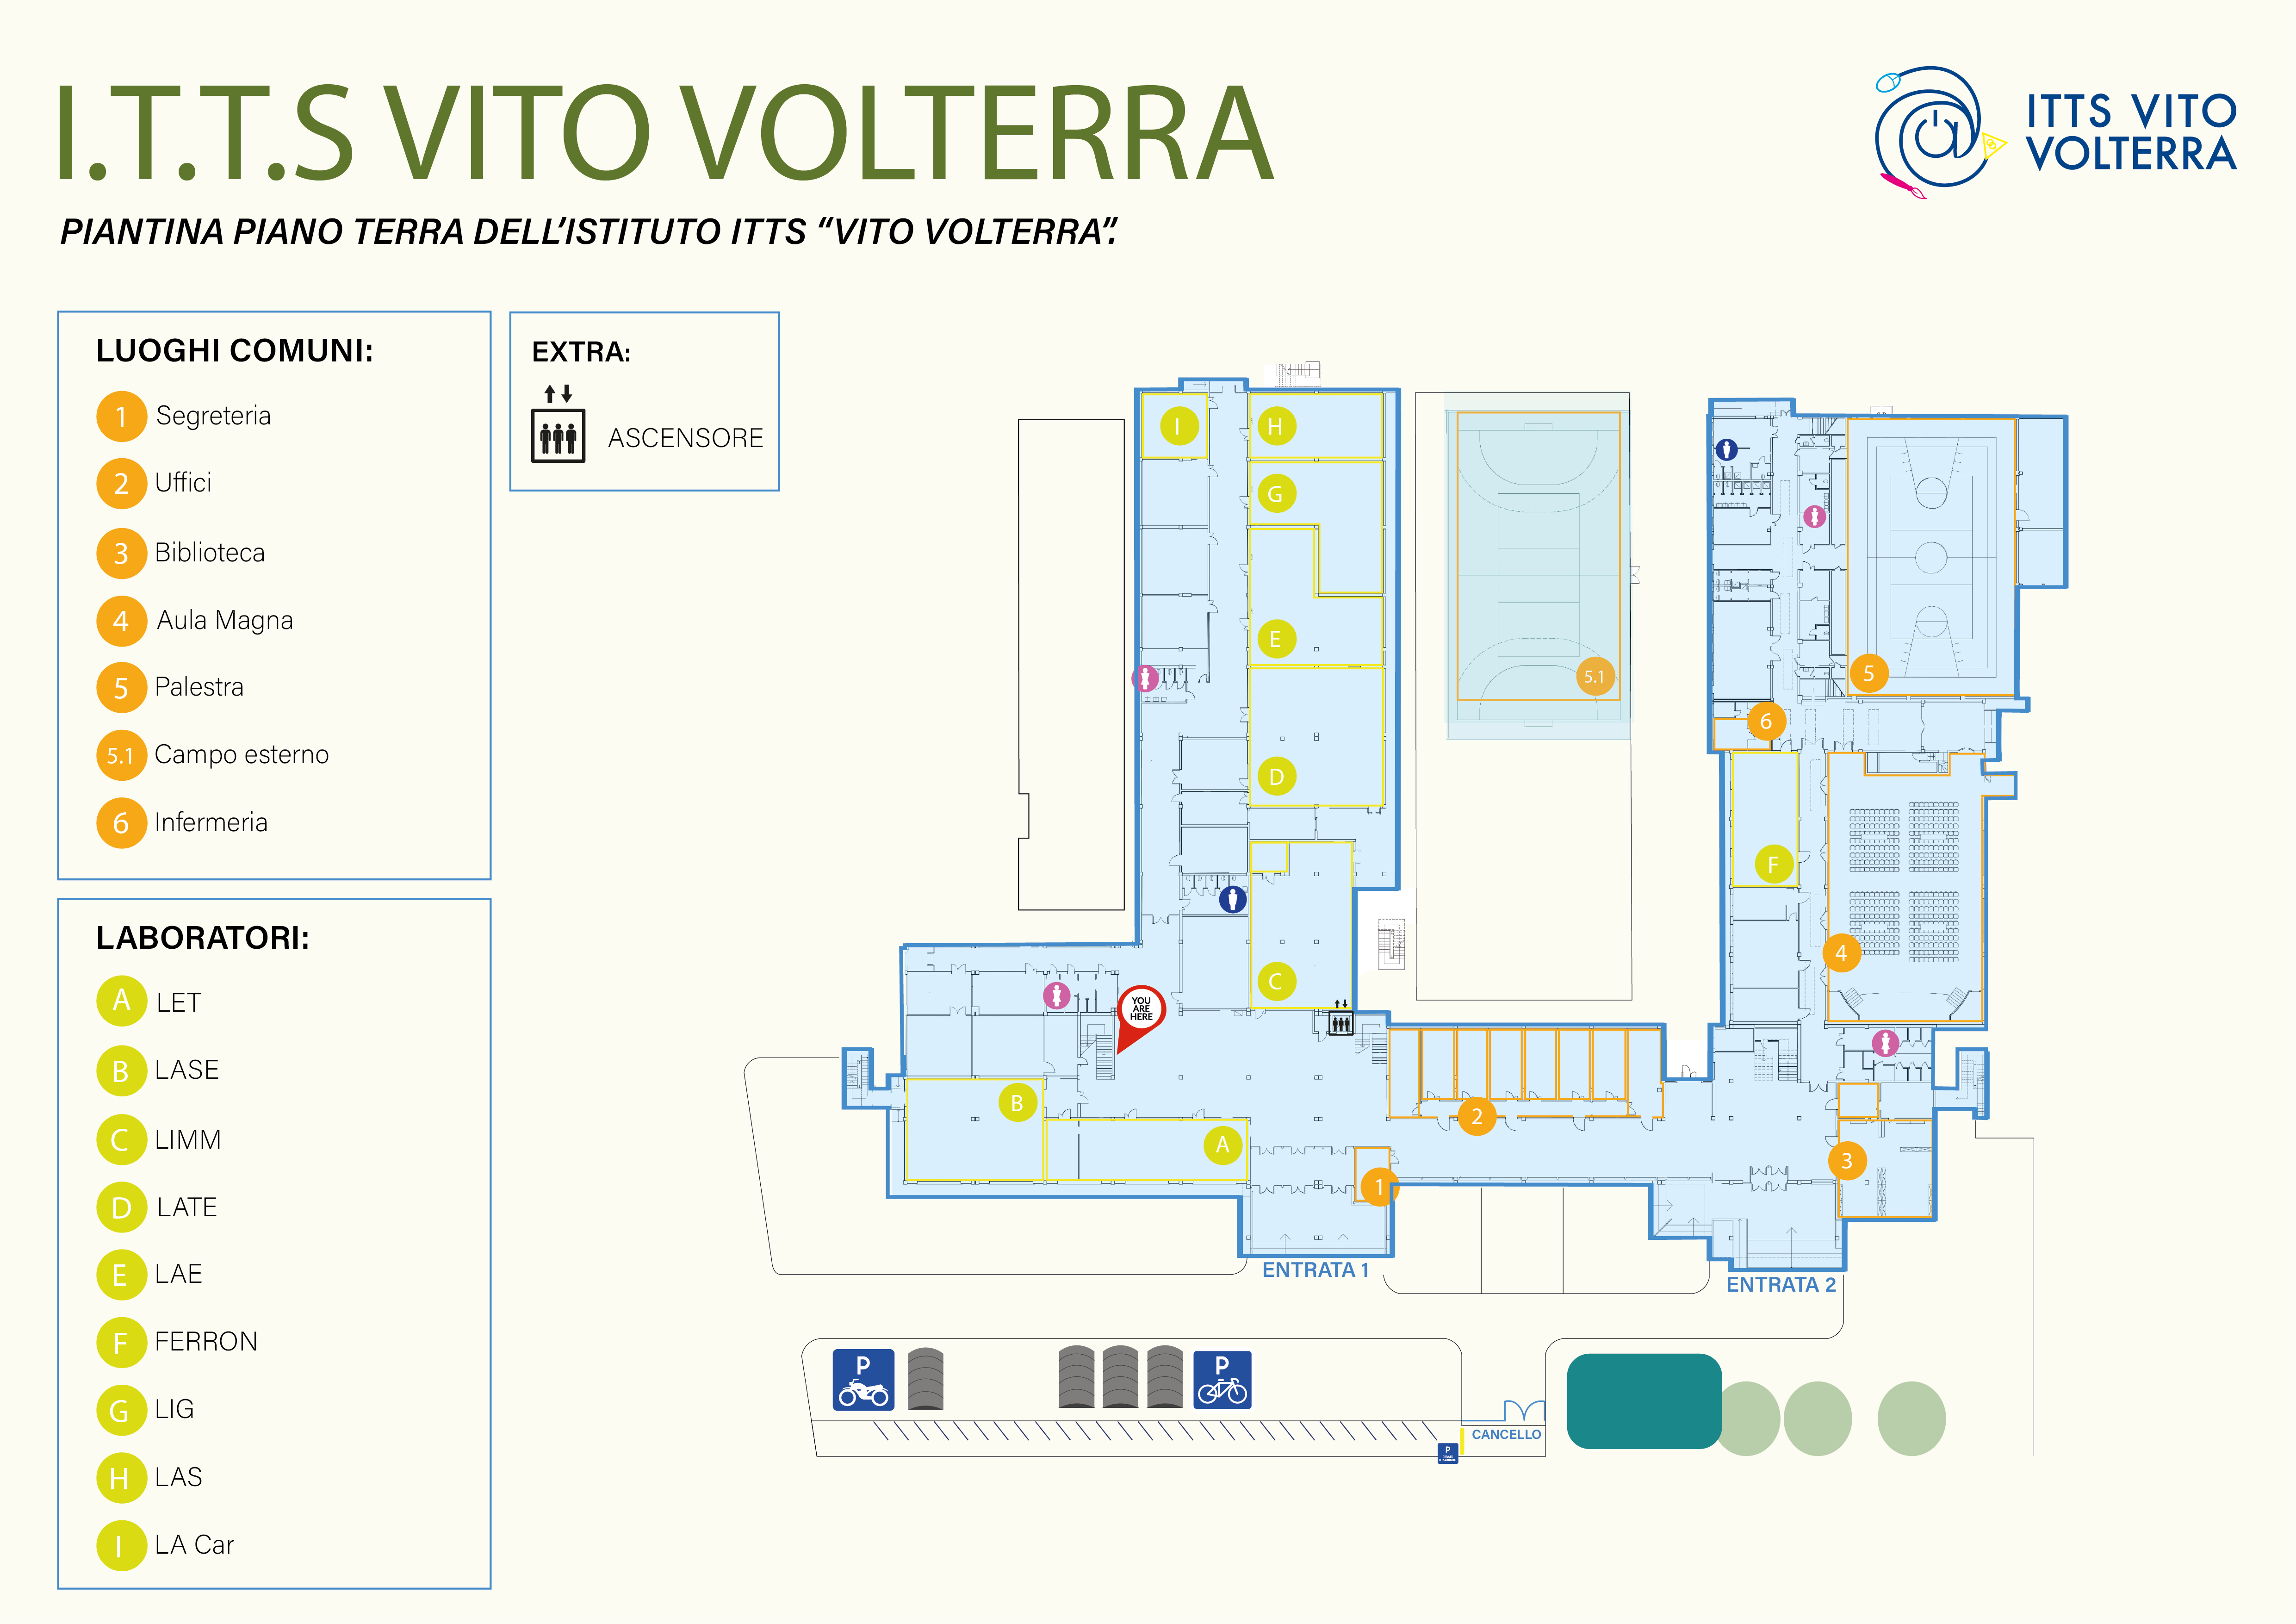 I.T.T.S VITO VOLTERRA
PIANTINA PIANO TERRA DELL'ISTITUTO ITTS “VITO VOLTERRA”.
ITTS VITO
VOLTERRA
LUOGHI COMUNI:
1 Segreteria
2 Uffici
3 Biblioteca
4 Aula Magna
5 Palestra
5.1 Campo esterno
6 Infermeria
EXTRA:
ASCENSORE
LABORATORI:
A LET
B LASE
C LIMM
D LATE
E LAE
F FERRON
G LIG
H LAS
I LA Car
I
H
G
E
5.1
5
6
D
F
4
C
YOU
ARE
HERE
B
2
A
3
1
ENTRATA 1
ENTRATA 2
P
P
CANCELLO
P